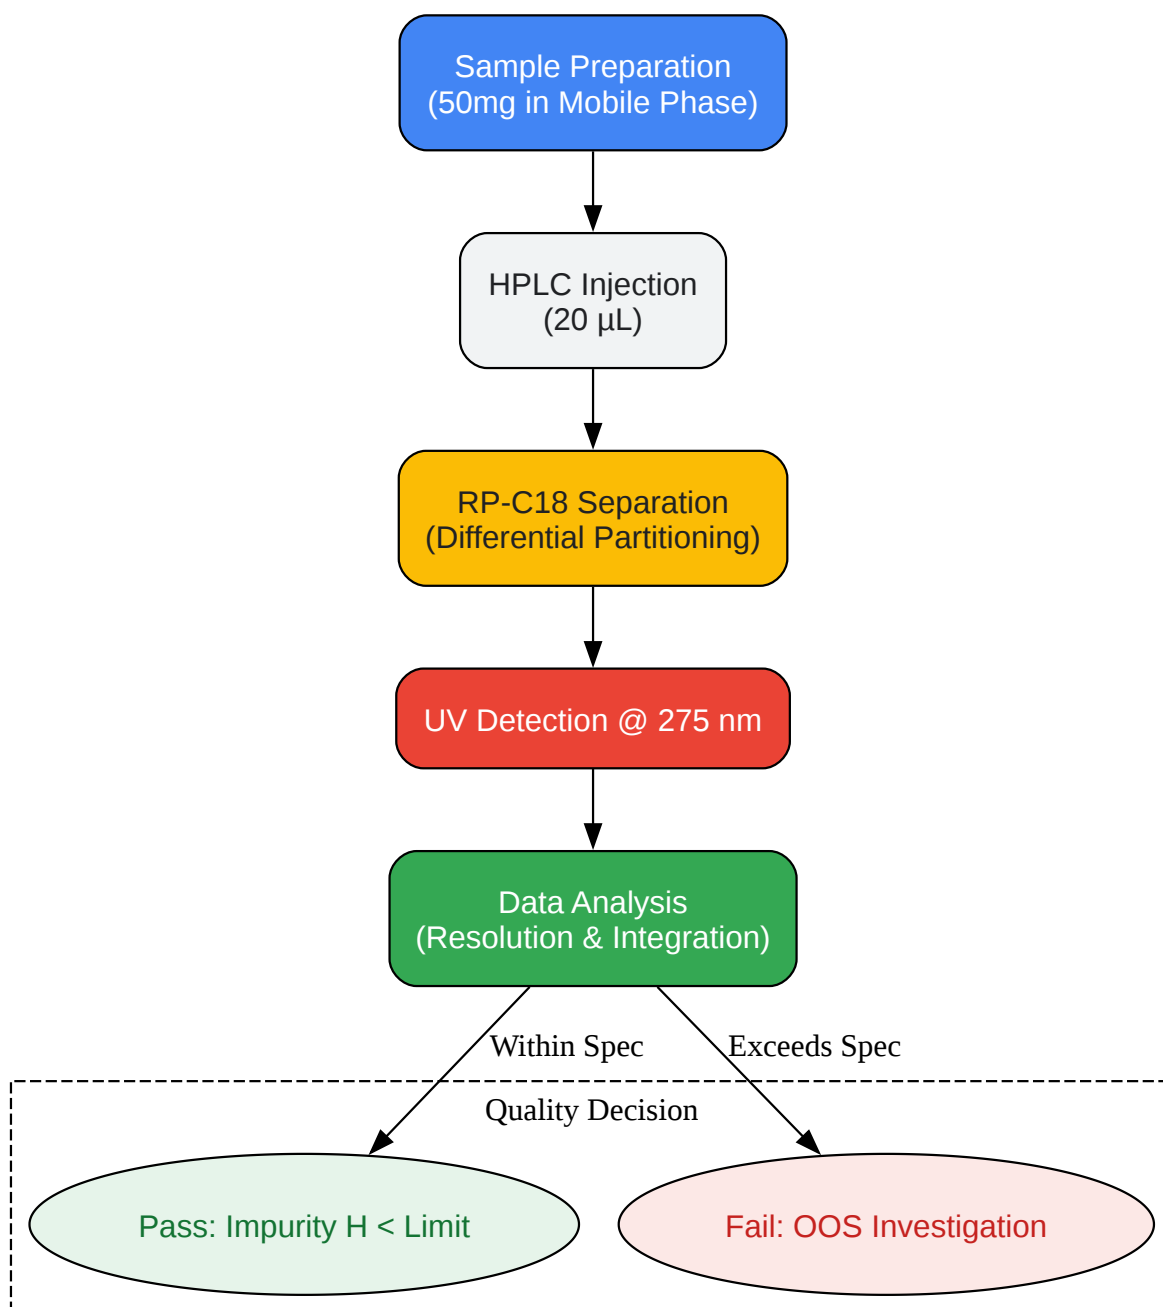 Sample Preparation
(50mg in Mobile Phase)
HPLC Injection
(20 µL)
RP-C18 Separation
(Differential Partitioning)
UV Detection @ 275 nm
Data Analysis
(Resolution & Integration)
Within Spec
Exceeds Spec
Quality Decision
Pass: Impurity H < Limit
Fail: OOS Investigation